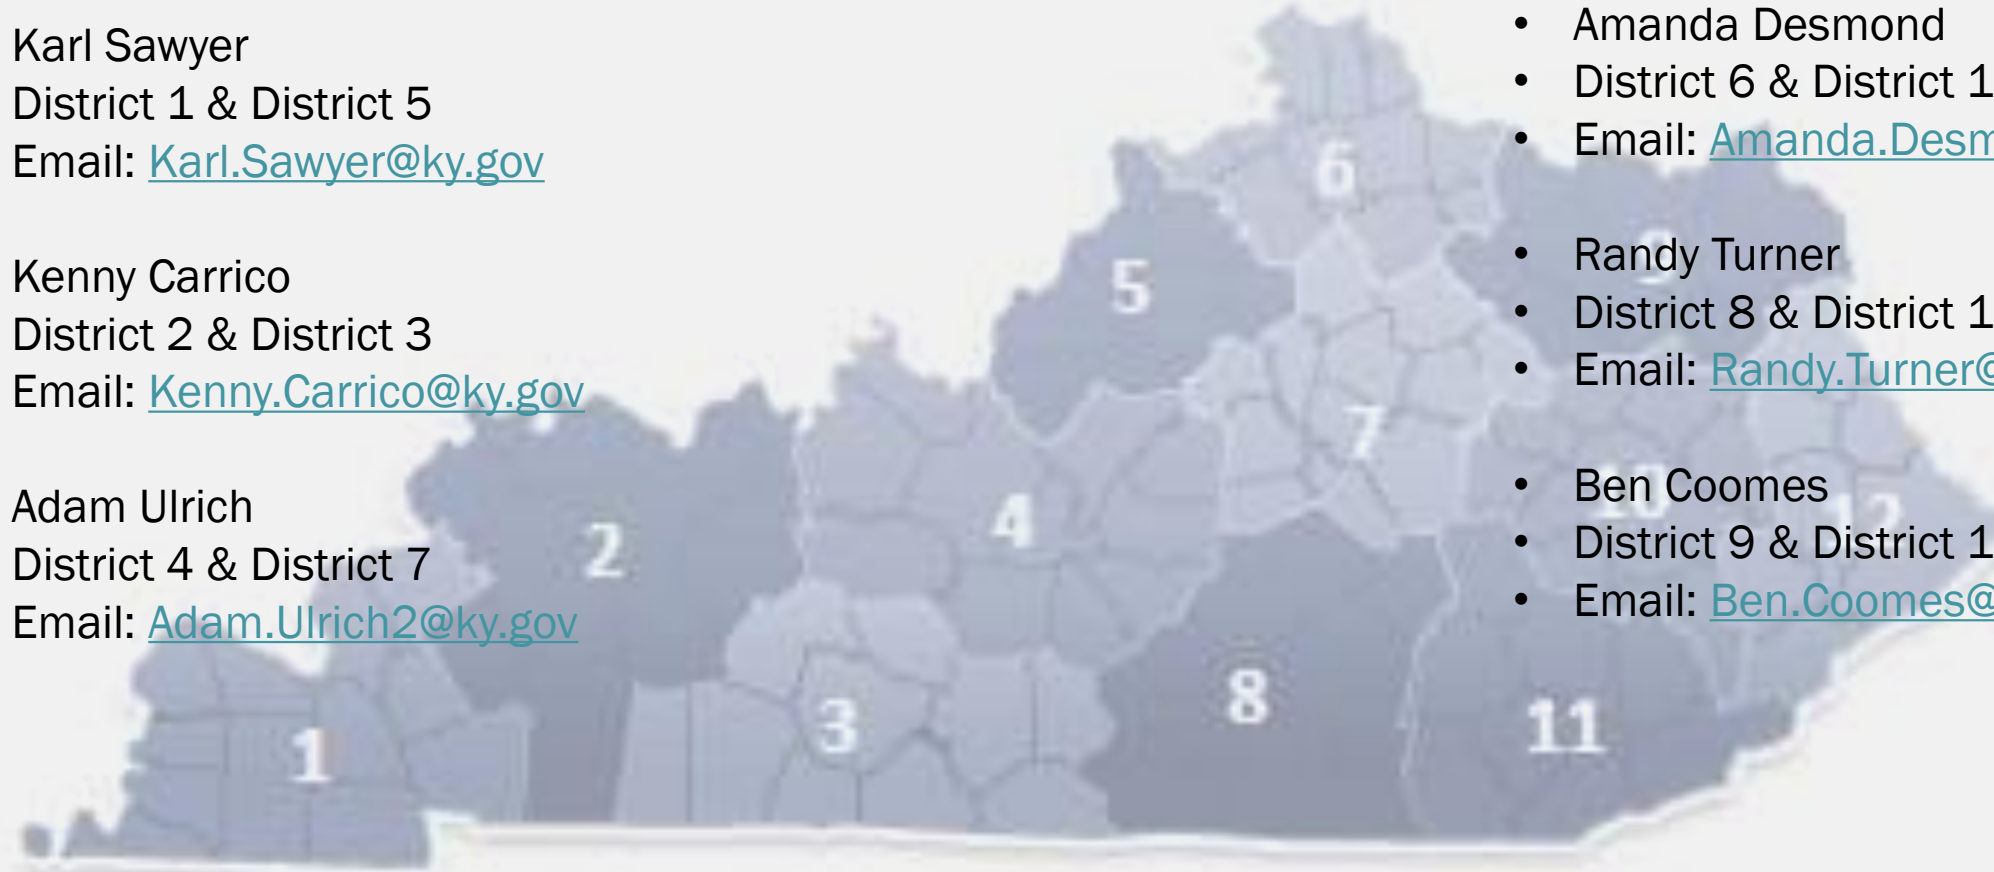 Karl Sawyer
District 1 & District 5
Email: Karl.Sawyer@ky.gov
Kenny Carrico
District 2 & District 3
Email: Kenny.Carrico@ky.gov
Adam Ulrich
District 4 & District 7
Email: Adam.Ulrich2@ky.gov
• Amanda Desmond
• District 6 & District 1
• Email: Amanda.Desm
• Randy Turner
• District 8 & District 1
• Email: Randy.Turner@
• Ben Coomes
• District 9 & District 1
• Email: Ben.Coomes@
6
9
5
7
10
12
4
2
8
3
11
1